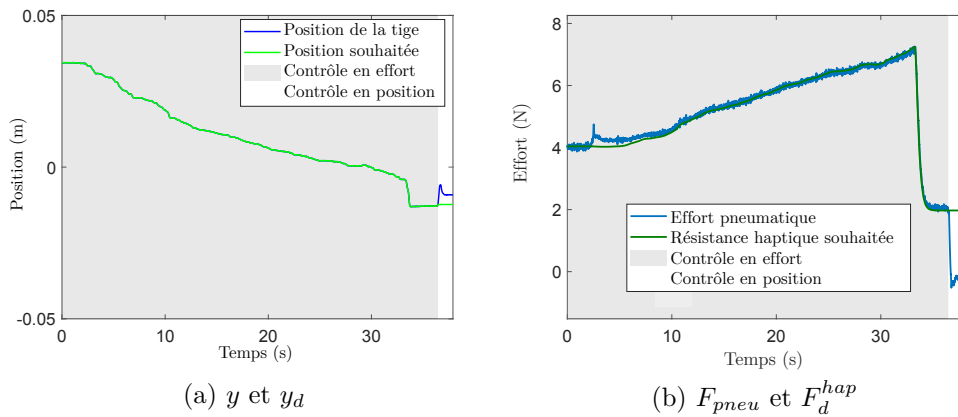 0.05
0
-0.05
Position (m)
0
10
20
30
Temps (s)
Position de la tige
Position souhaitée
Contrôle en effort
Contrôle en position
(a) y et y_d
8
6
4
2
0
Effort (N)
0
10
20
30
Temps (s)
Effort pneumatique
Résistance haptique souhaitée
Contrôle en effort
Contrôle en position
(b) F_{pneu} et F_d^{hap}